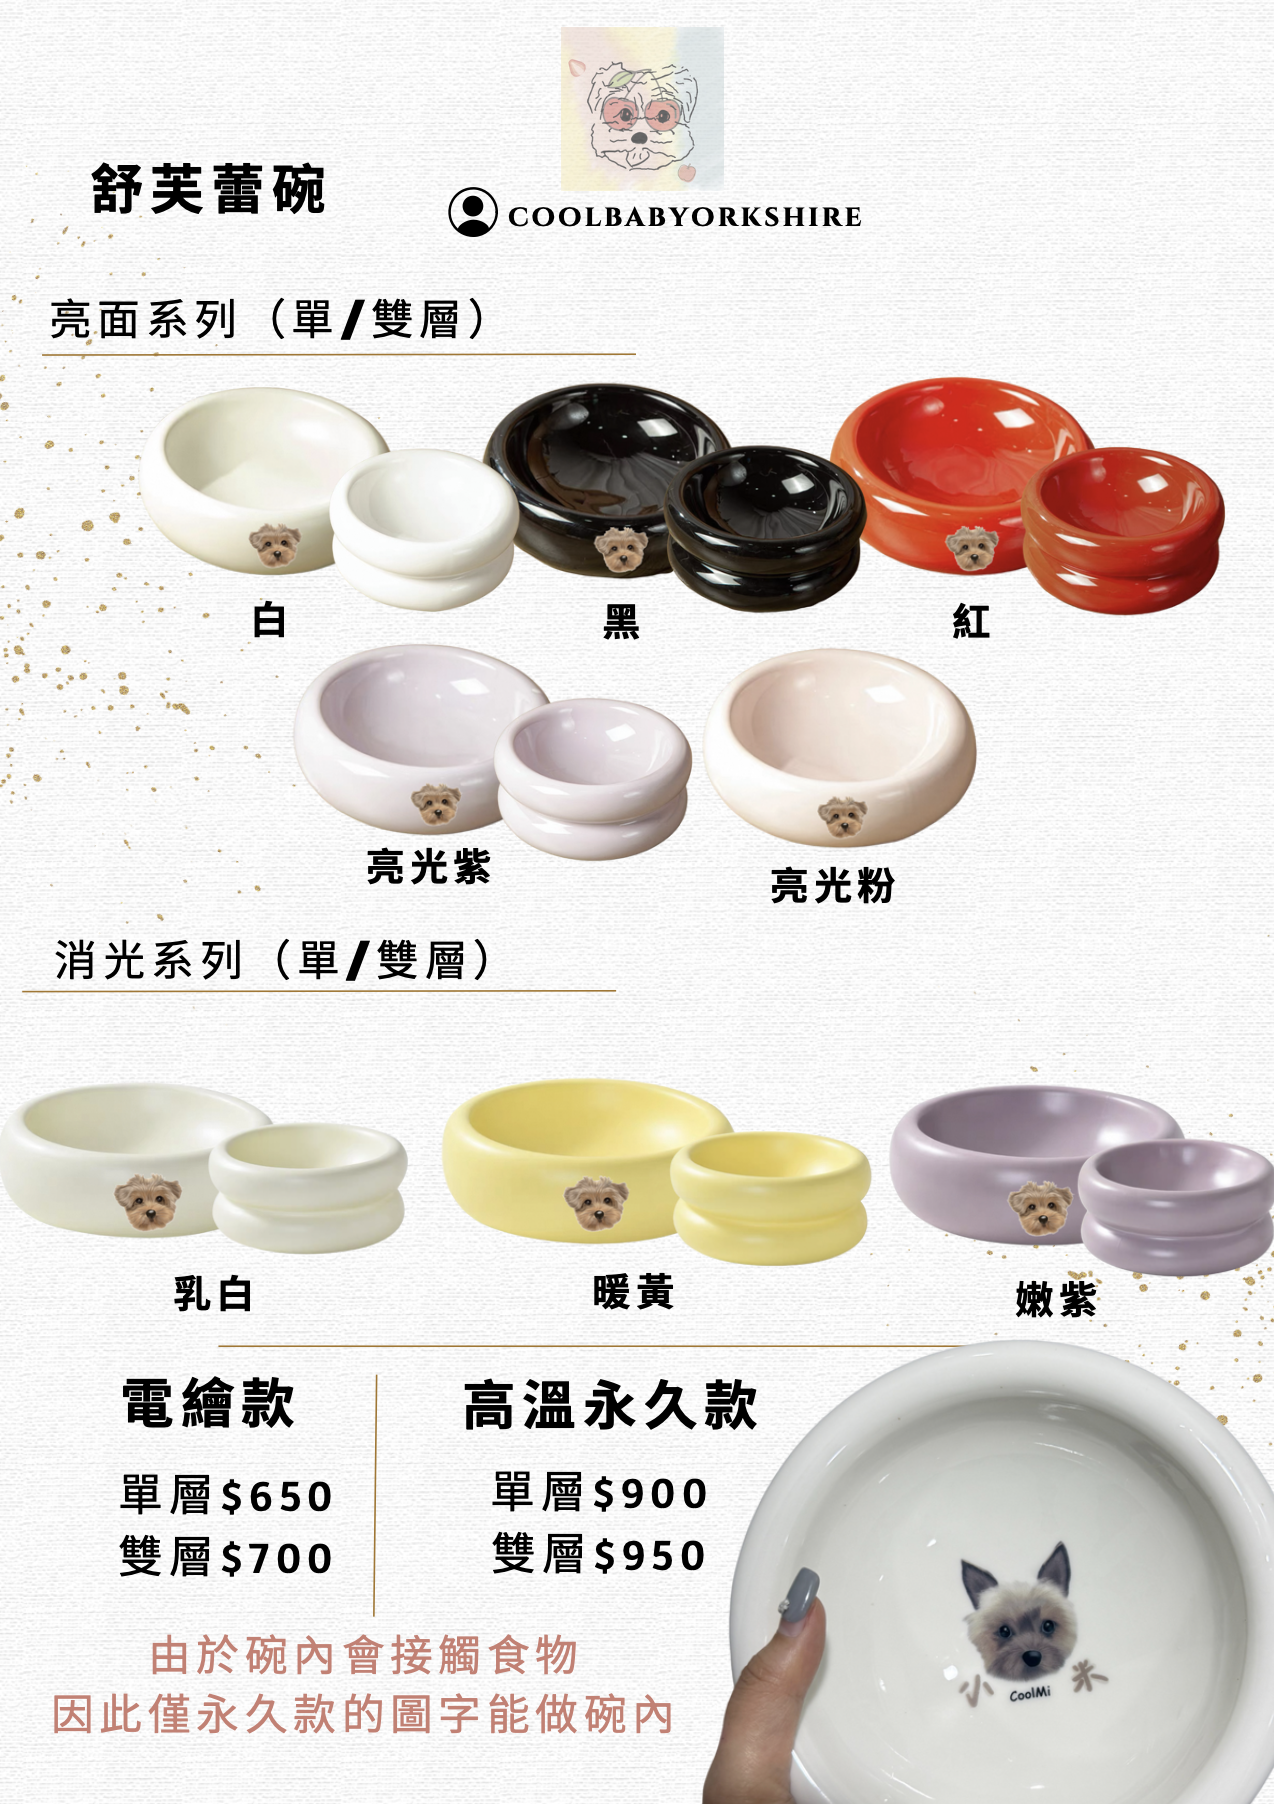 舒芙蕾碗
COOLBABYORKSHIRE
亮面系列（單/雙層）
白
黑
紅
亮光紫
亮光粉
消光系列（單/雙層）
乳白
暖黃
嫩紫
電繪款
單層$650
雙層$700
高溫永久款
單層$900
雙層$950
由於碗內會接觸食物
因此僅永久款的圖字能做碗內
小米
CoolMi